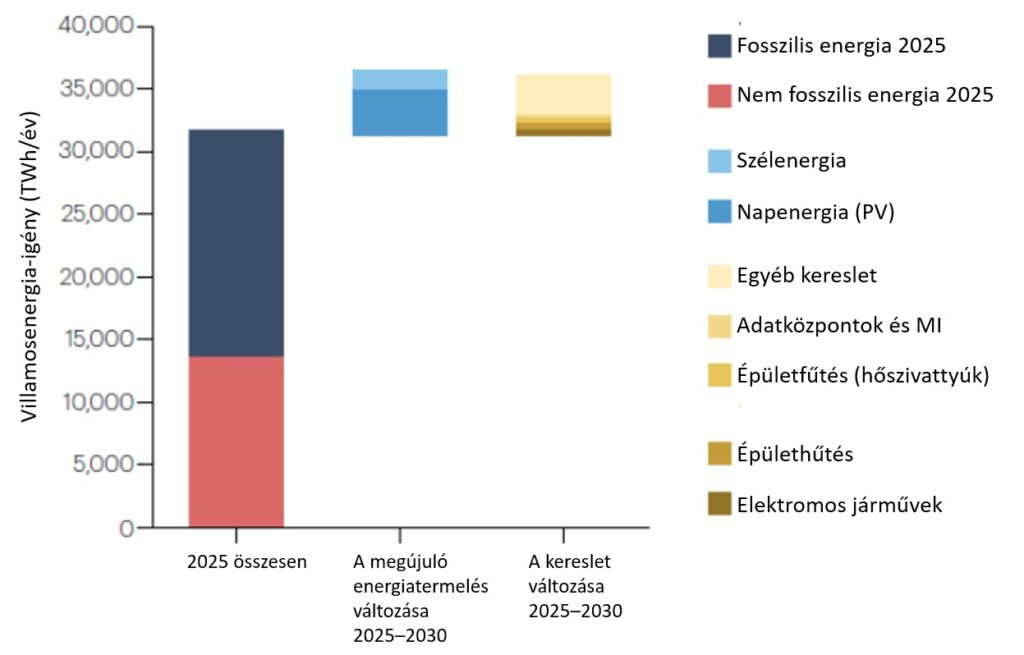 Villamosenergia-igény (TWh/év)
40,000
35,000
30,000
25,000
20,000
15,000
10,000
5,000
0
2025 összesen
A megújuló
energiatermelés
változása
2025–2030
A kereslet
változása
2025–2030
Fosszilis energia 2025
Nem fosszilis energia 2025
Szélenergia
Napenergia (PV)
Egyéb kereslet
Adatközpontok és MI
Épületfűtés (hőszivattyúk)
Épülethűtés
Elektromos járművek